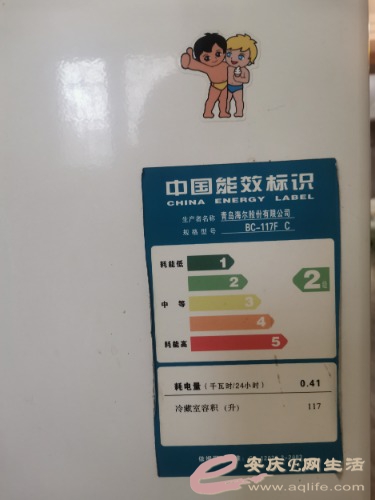 中国能效标识
CHINA ENERGY LABEL
生产者名称 青岛海尔股份有限公司
规格型号 BC-117F C
耗能低 1
2 2级
中 等 3
4
耗能高 5
耗电量 (千瓦时/24小时) 0.41
冷藏室容积 (升) 117
安庆E网生活
www.aqlife.com